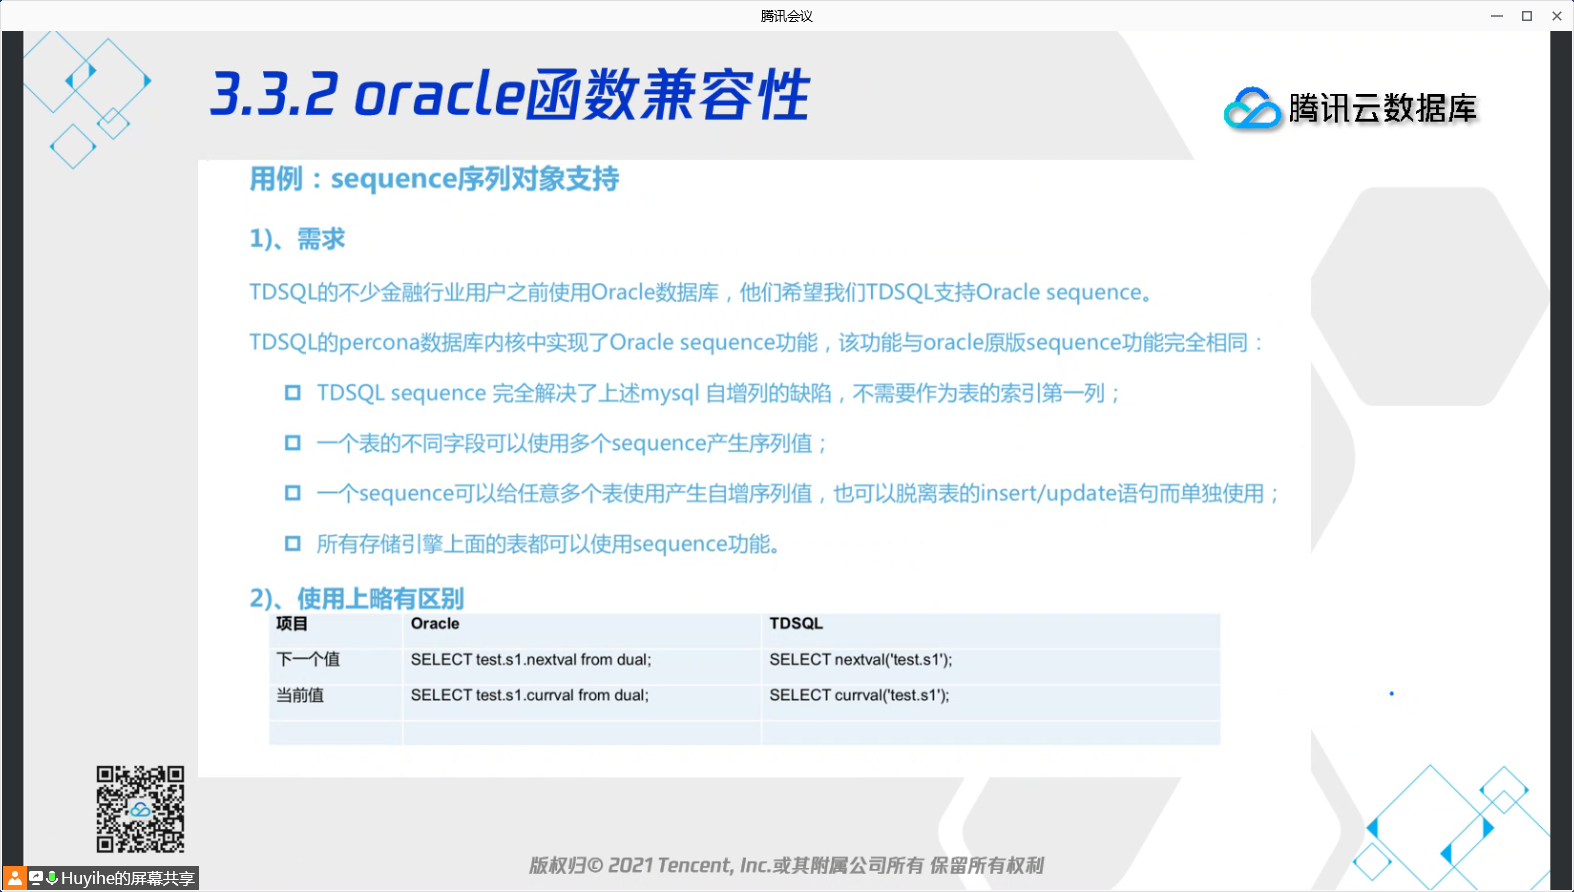 腾讯会议
3.3.2 oracle函数兼容性
腾讯云数据库
用例：sequence序列对象支持
1)、需求
TDSQL的不少金融行业用户之前使用Oracle数据库，他们希望我们TDSQL支持Oracle sequence。
TDSQL的percona数据库内核中实现了Oracle sequence功能，该功能与oracle原版sequence功能完全相同：
TDSQL sequence 完全解决了上述mysql 自增列的缺陷，不需要作为表的索引第一列；
一个表的不同字段可以使用多个sequence产生序列值；
一个sequence可以给任意多个表使用产生自增序列值，也可以脱离表的insert/update语句而单独使用；
所有存储引擎上面的表都可以使用sequence功能。
2)、使用上略有区别
项目 Oracle TDSQL
下一个值 SELECT test.s1.nextval from dual; SELECT nextval('test.s1');
当前值 SELECT test.s1.currval from dual; SELECT currval('test.s1');
版权归© 2021 Tencent, Inc.或其附属公司所有 保留所有权利
Huyihe的屏幕共享